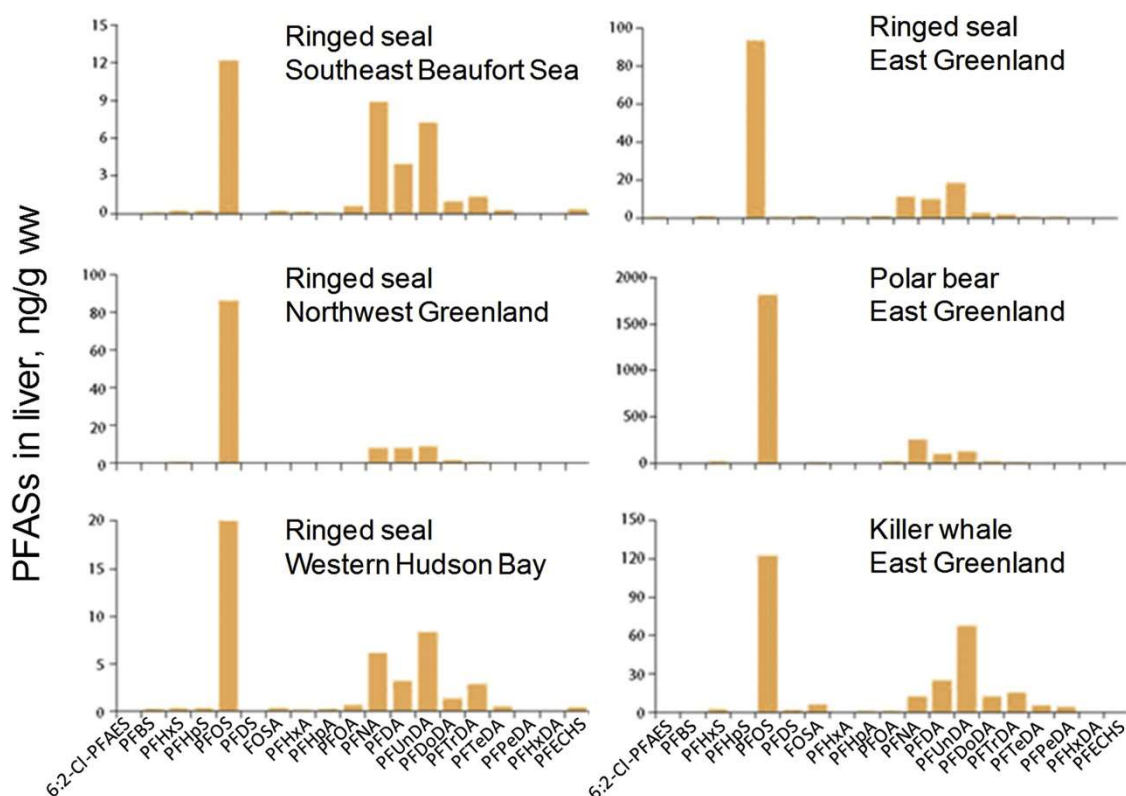 PFASs in liver, ng/g ww
15
12
9
6
3
0
Ringed seal
Southeast Beaufort Sea
100
80
60
40
20
0
Ringed seal
East Greenland
100
80
60
40
20
0
Ringed seal
Northwest Greenland
2000
1500
1000
500
0
Polar bear
East Greenland
20
15
10
5
0
Ringed seal
Western Hudson Bay
150
120
90
60
30
0
Killer whale
East Greenland
6:2-Cl-PFAES
PFBS
PFHxS
PFHpS
PFOS
PFDS
FOSA
PFHxA
PFHpA
PFOA
PFNA
PFDA
PFUnDA
PFDoDA
PFTrDA
PFTeDA
PFPeDA
PFHxDA
PFECHS
6:2-Cl-PFAES
PFBS
PFHxS
PFHpS
PFOS
PFDS
FOSA
PFHxA
PFHpA
PFOA
PFNA
PFDA
PFUnDA
PFDoDA
PFTrDA
PFTeDA
PFPeDA
PFHxDA
PFECHS